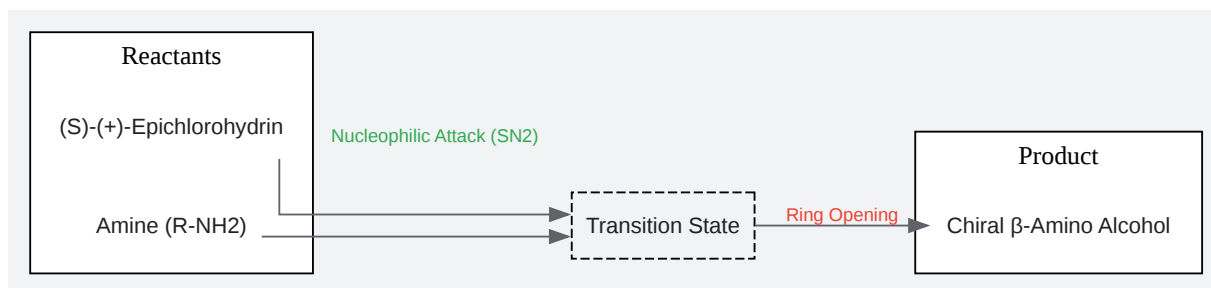 Reactants
(S)-(+)-Epichlorohydrin
Nucleophilic Attack (SN2)
Product
Amine (R-NH2)
Transition State
Ring Opening
Chiral β-Amino Alcohol